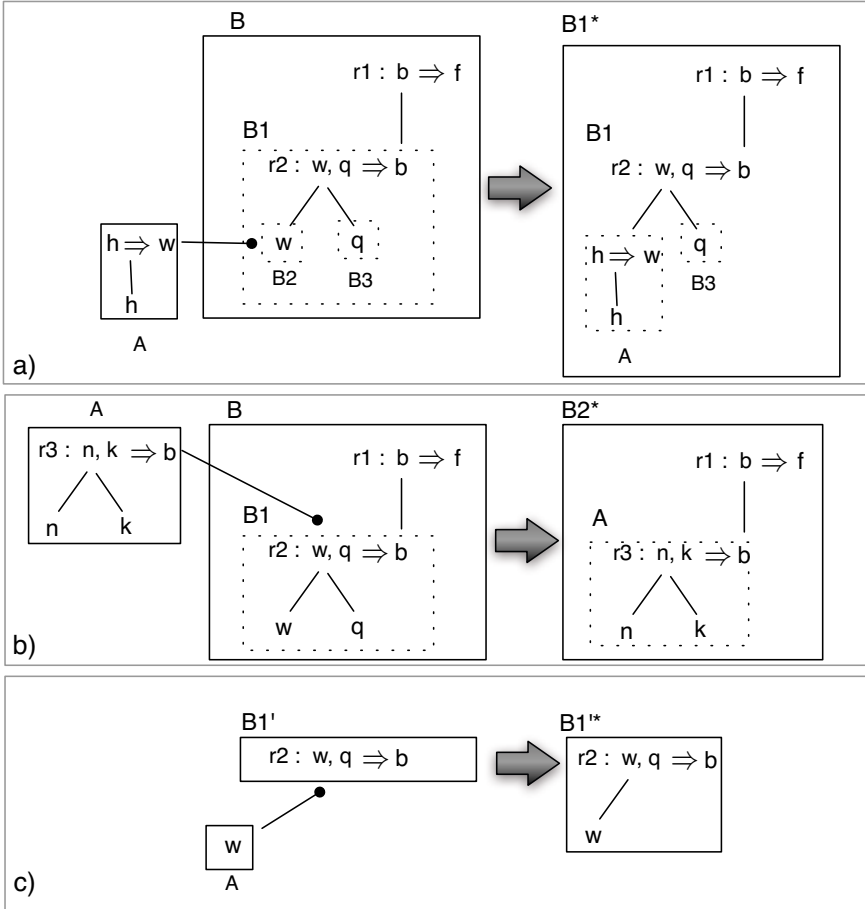 B
B1*
r1 : b ⇒ f
r1 : b ⇒ f
B1
B1
r2 : w, q ⇒ b
r2 : w, q ⇒ b
h ⇒ w
w
q
h ⇒ w
q
B2
B3
B3
h
h
A
A
a)
A
B
B2*
r3 : n, k ⇒ b
r1 : b ⇒ f
r1 : b ⇒ f
n
k
B1
A
r2 : w, q ⇒ b
r3 : n, k ⇒ b
w
q
n
k
b)
B1'
B1'*
r2 : w, q ⇒ b
r2 : w, q ⇒ b
w
w
A
c)